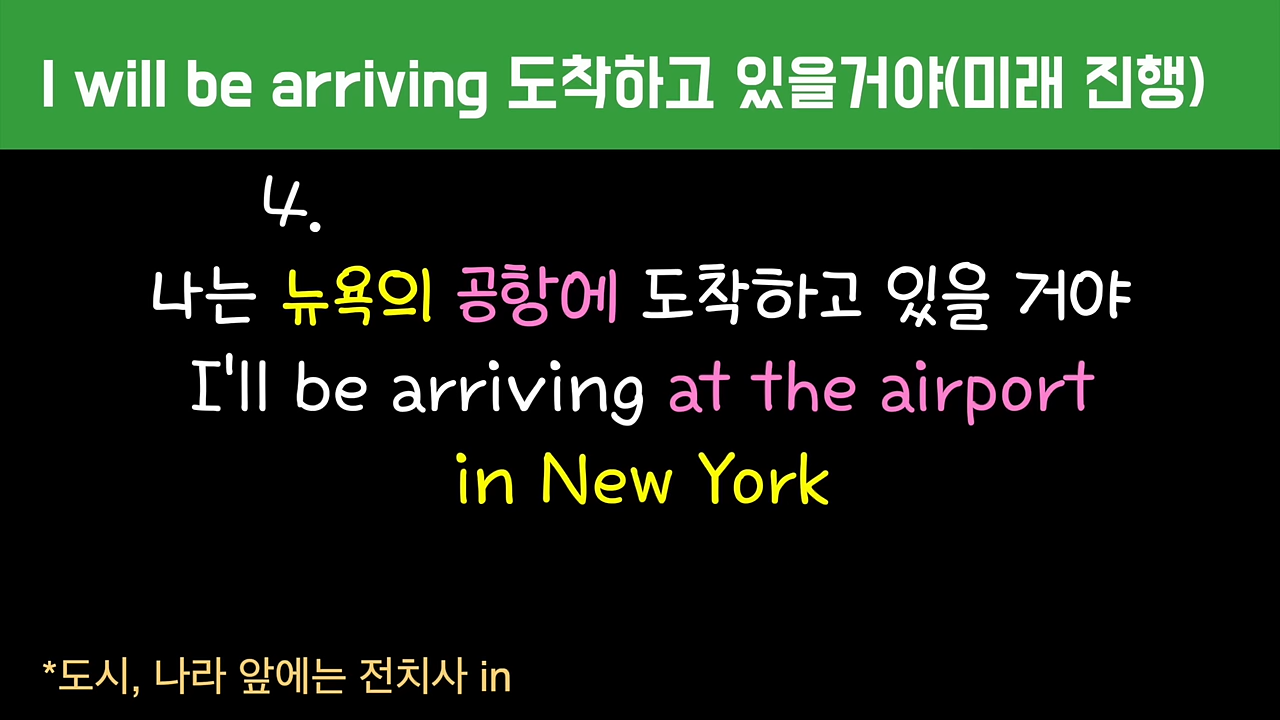 I will be arriving 도착하고 있을거야(미래 진행)
4.
나는 뉴욕의 공항에 도착하고 있을 거야
I'll be arriving at the airport
in New York
*도시, 나라 앞에는 전치사 in